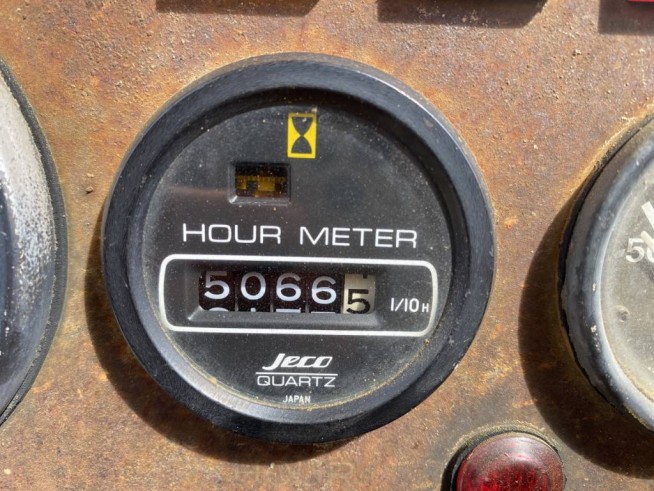 HOUR METER
50665
1/10H
Jeco
QUARTZ
JAPAN